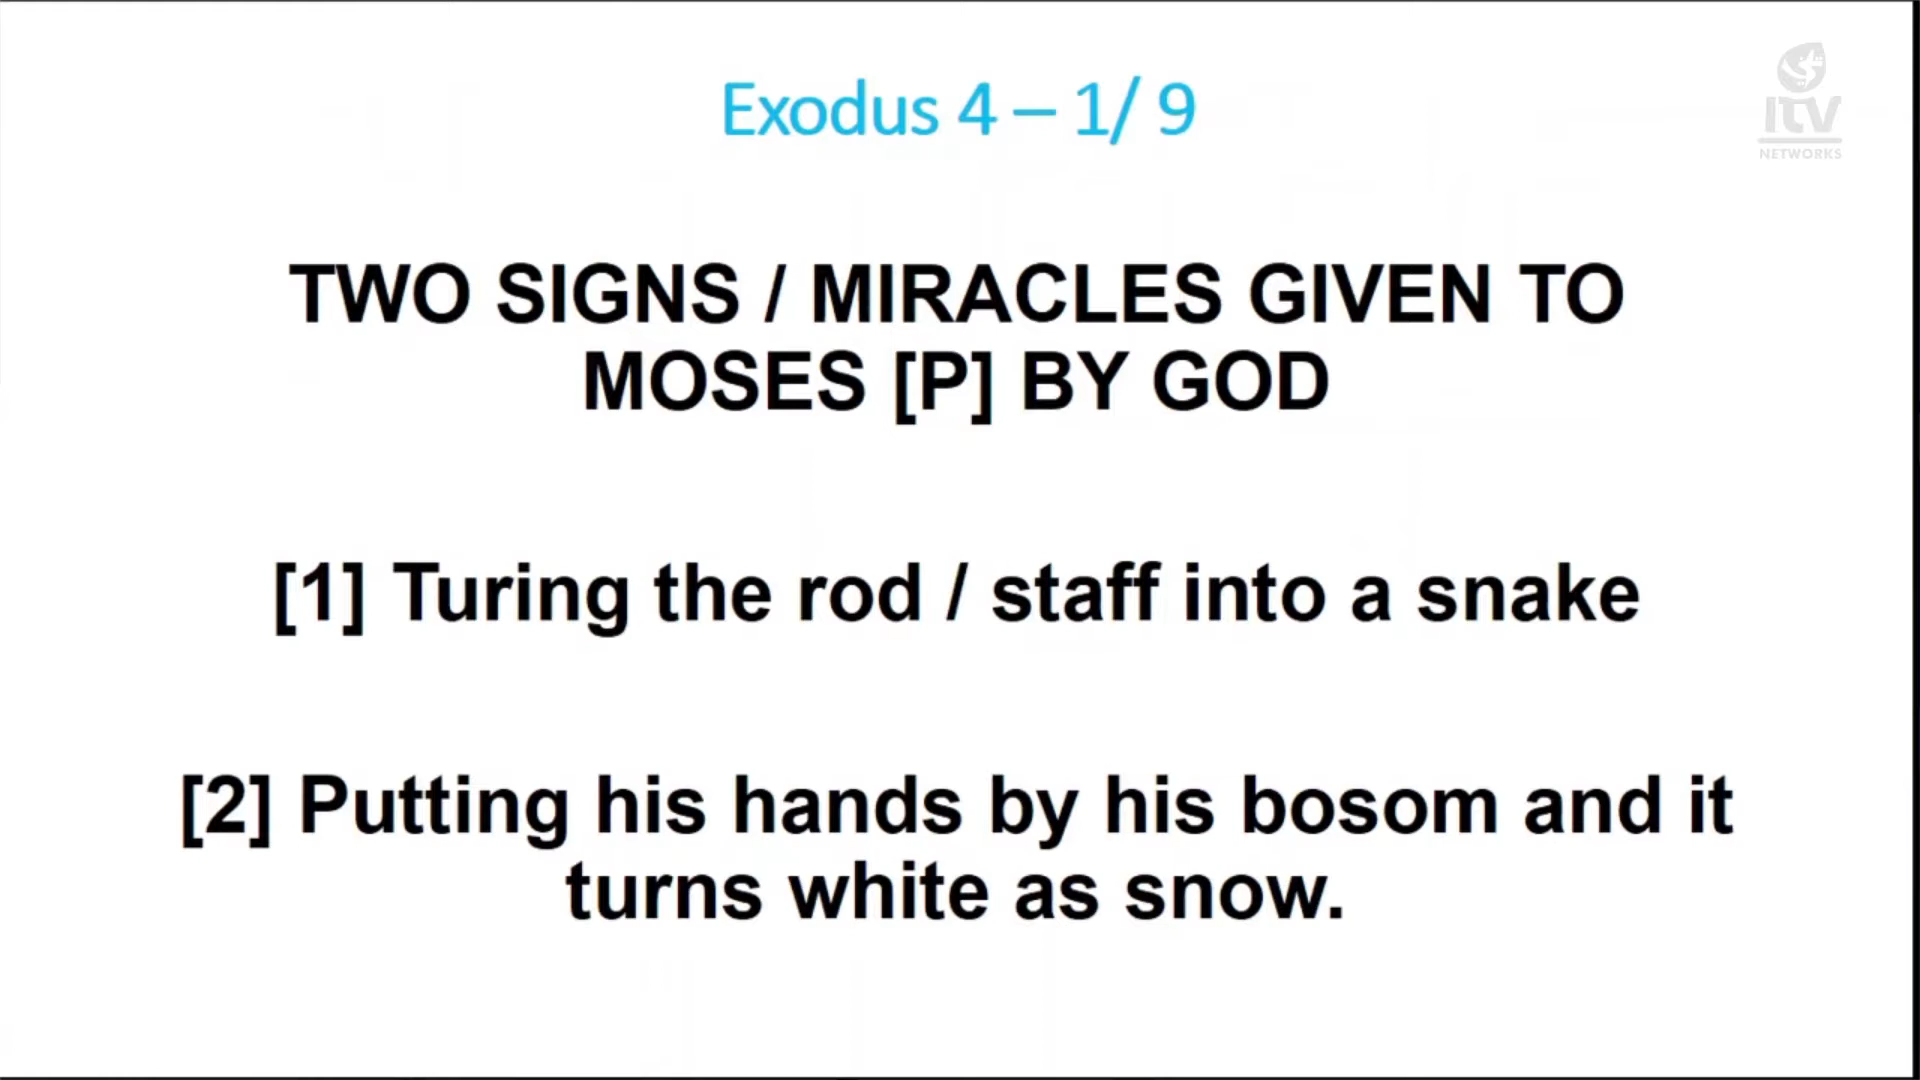 Exodus 4 – 1/ 9
ITV
NETWORKS
TWO SIGNS / MIRACLES GIVEN TO
MOSES [P] BY GOD
[1] Turing the rod / staff into a snake
[2] Putting his hands by his bosom and it
turns white as snow.